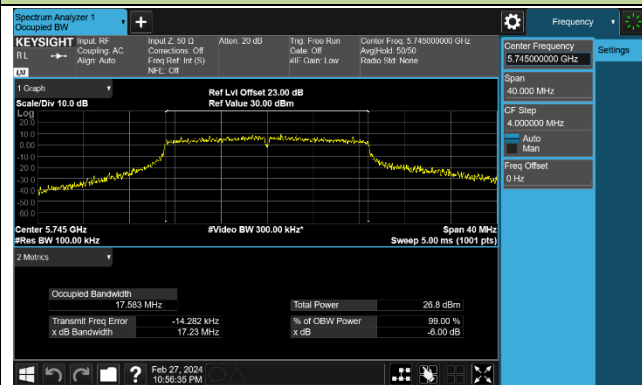 Spectrum Analyzer 1
Occupied BW
Frequency
KEYSIGHT
RL
LXI
Input: RF
Coupling: AC
Align: Auto
Input Z: 50 Ω
Corrections: Off
Freq Ref: Int (S)
NFE: Off
Atten: 20 dB
Trig: Free Run
Gate: Off
#IF Gain: Low
Center Freq: 5.745000000 GHz
Avg|Hold: 50/50
Radio Std: None
Center Frequency
5.745000000 GHz
Settings
Span
40.000 MHz
CF Step
4.000000 MHz
Auto
Man
Freq Offset
0 Hz
1 Graph
Scale/Div 10.0 dB
Ref Lvl Offset 23.00 dB
Ref Value 30.00 dBm
Log
20.0
10.0
0.00
-10.0
-20.0
-30.0
-40.0
-50.0
-60.0
Center 5.745 GHz
#Res BW 100.00 kHz
#Video BW 300.00 kHz*
Span 40 MHz
Sweep 5.00 ms (1001 pts)
2 Metrics
Occupied Bandwidth
17.583 MHz
Total Power 26.8 dBm
Transmit Freq Error -14.282 kHz
% of OBW Power 99.00 %
x dB Bandwidth 17.23 MHz
x dB -6.00 dB
?
Feb 27, 2024
10:56:35 PM